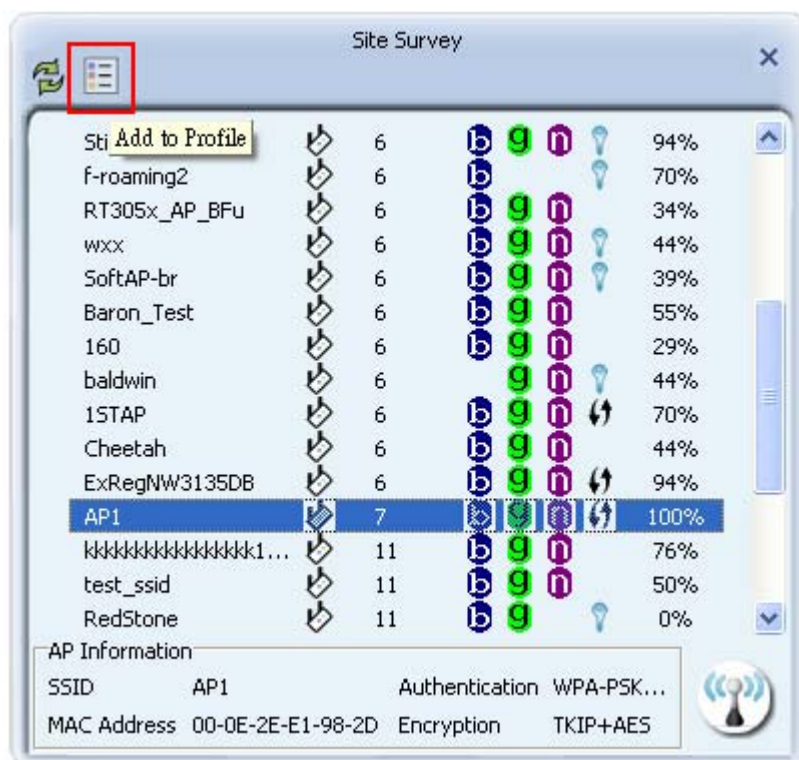 Site Survey
Sti Add to Profile 6 b g n 94%
f-roaming2 6 b 70%
RT305x_AP_BFu 6 b g n 34%
wxx 6 b g n 44%
SoftAP-br 6 b g n 39%
Baron_Test 6 b g n 55%
160 6 b g n 29%
baldwin 6 g n 44%
1STAP 6 b g n 70%
Cheetah 6 b g n 44%
ExRegNW3135DB 6 b g n 94%
AP1 7 b g n 100%
kkkkkkkkkkkkkkkk1... 11 b g n 76%
test_ssid 11 b g n 50%
RedStone 11 b g 0%
AP Information
SSID AP1 Authentication WPA-PSK...
MAC Address 00-0E-2E-E1-98-2D Encryption TKIP+AES